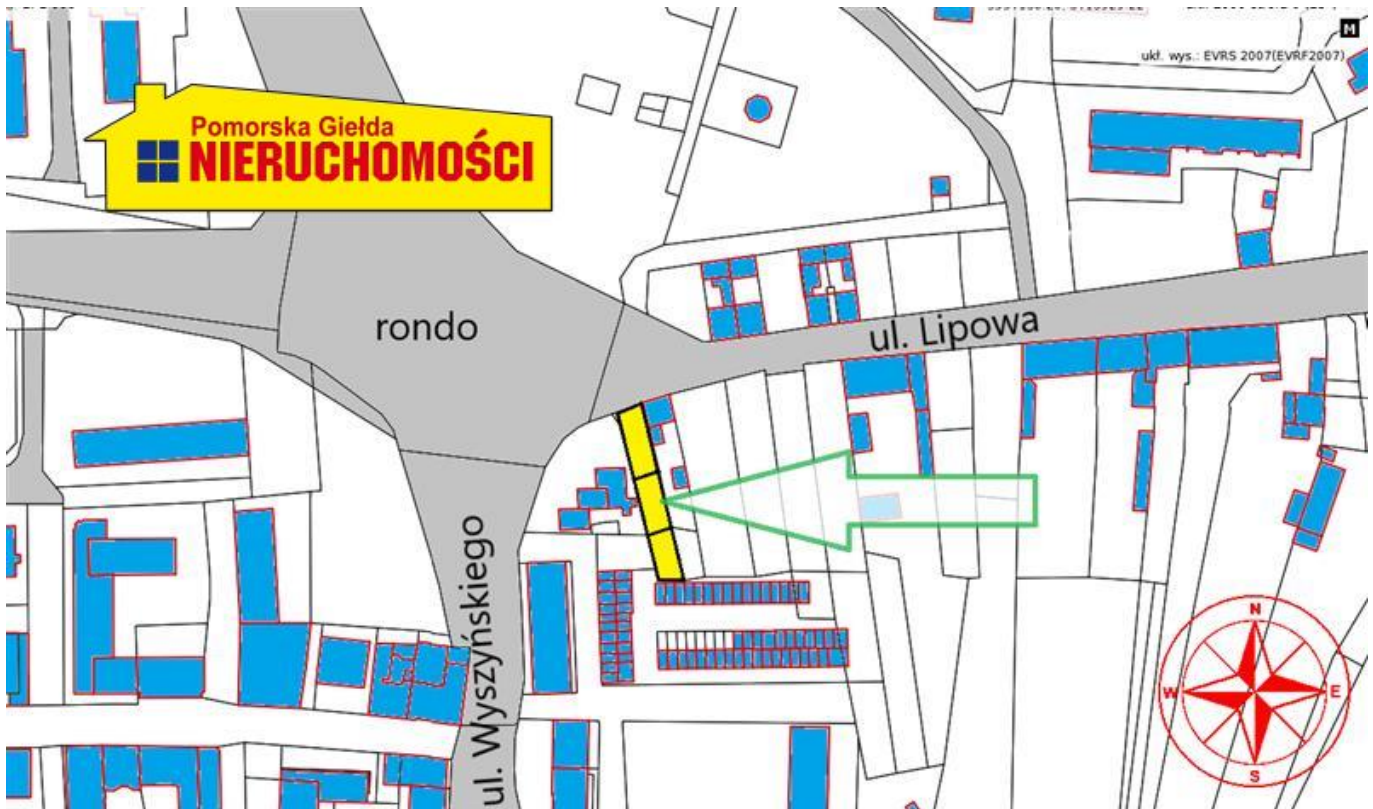 M
ukł. wys.: EVRS 2007(EVRF2007)
Pomorska Giełda
NIERUCHOMOŚCI
rondo
ul. Lipowa
ul. Wyszyńskiego
N
W
E
S